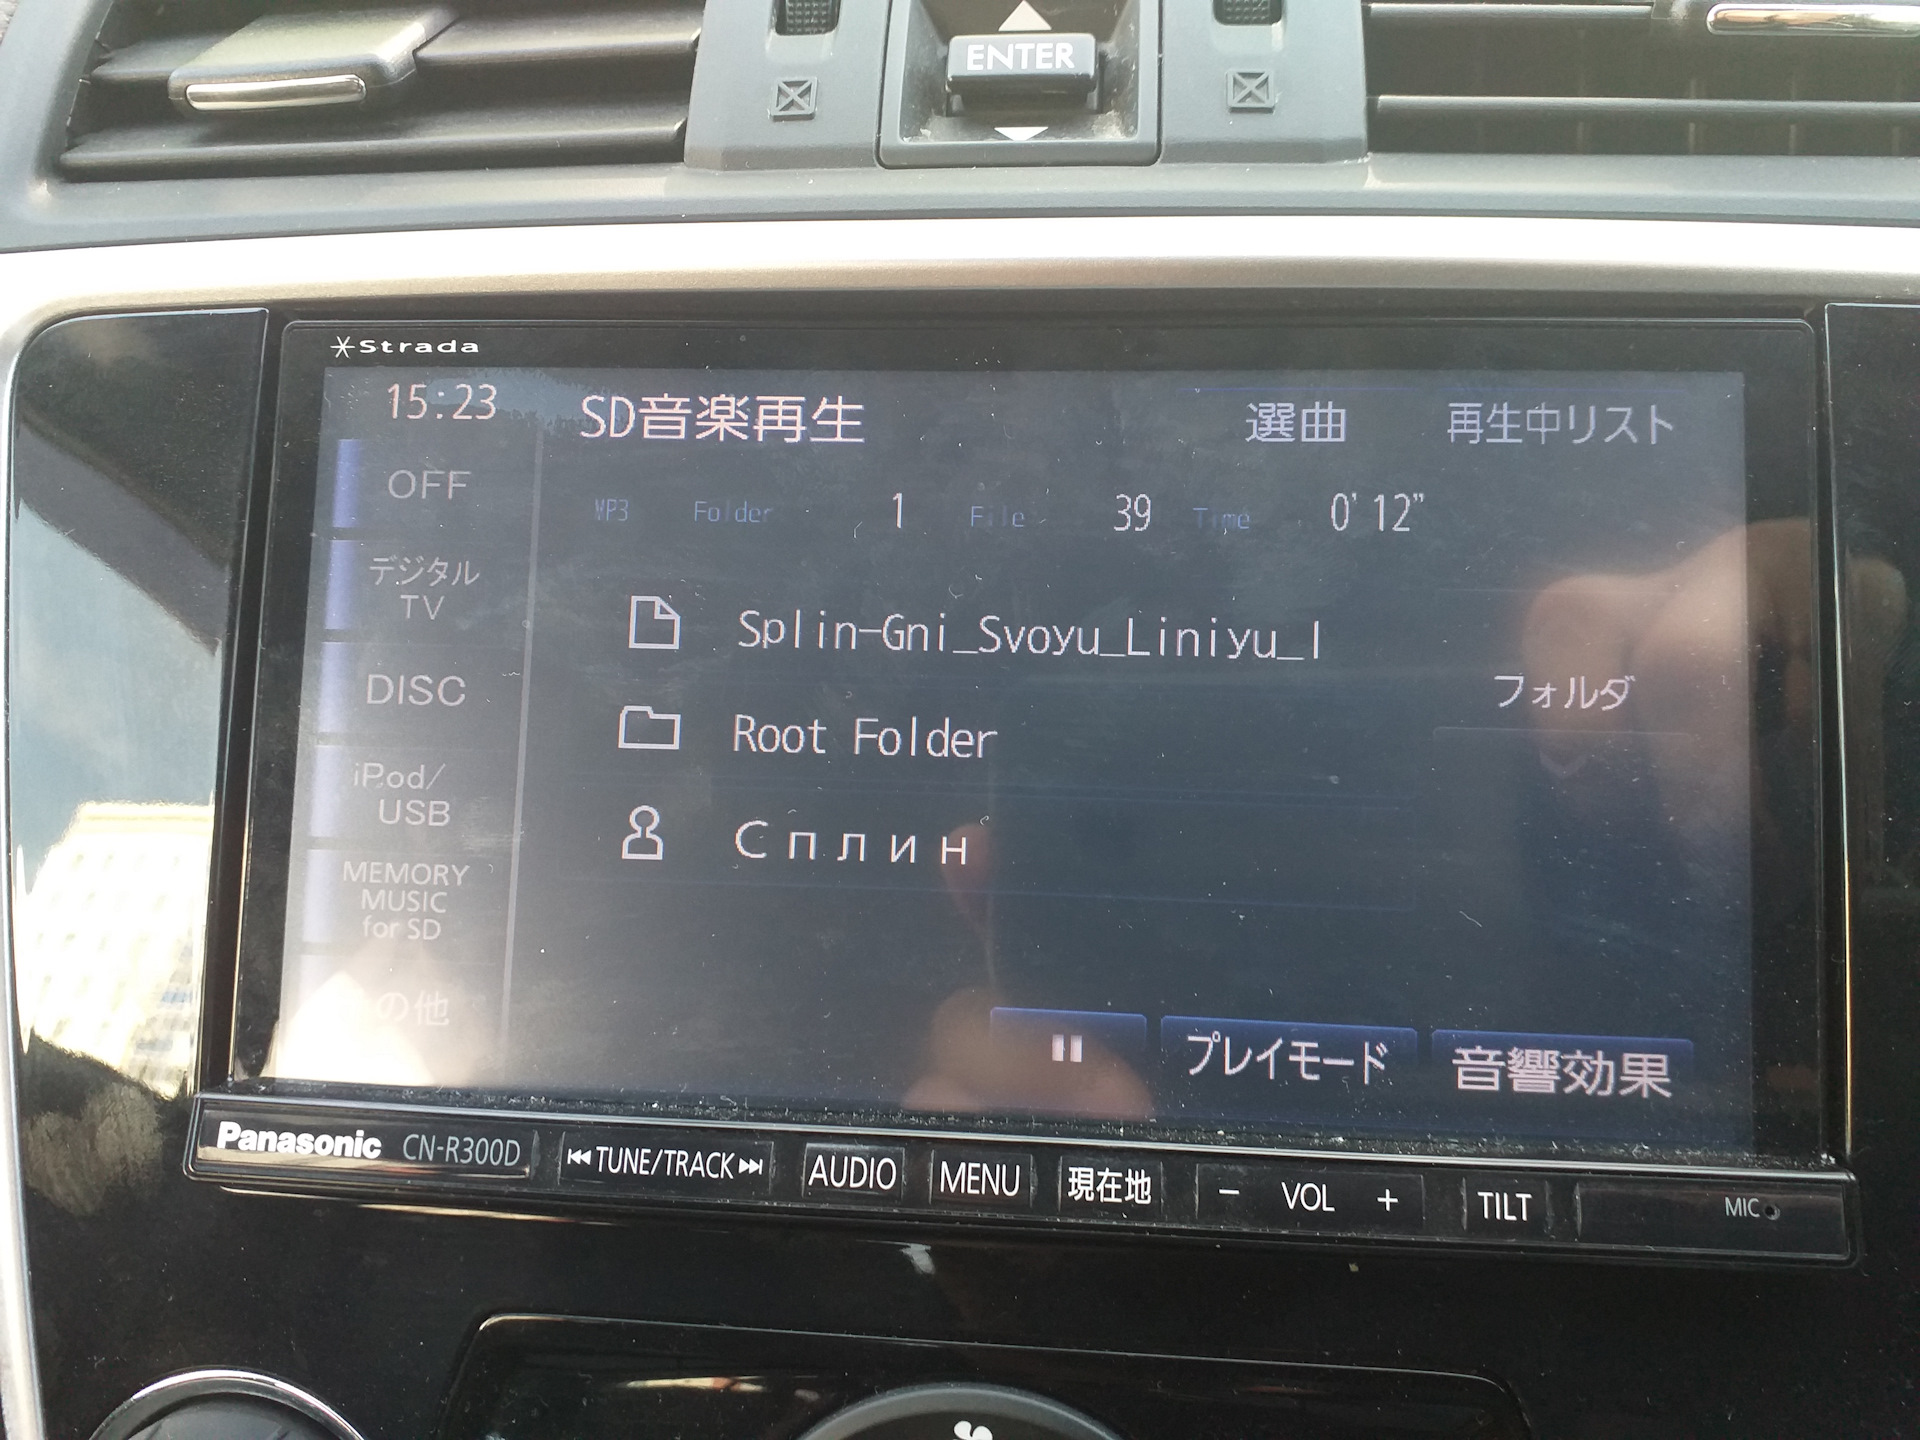 ENTER
Strada
15:23
SD音楽再生
選曲
再生中リスト
OFF
MP3 Folder 1 File 39 Time 0'12"
デジタル
TV
Splin-Gni_Svoyu_Liniyu_l
DISC
フォルダ
Root Folder
iPod/
USB
Сплин
MEMORY
MUSIC
for SD
の他
プレイモード
音響効果
Panasonic CN-R300D
TUNE/TRACK
AUDIO
MENU
現在地
− VOL +
TILT
MIC